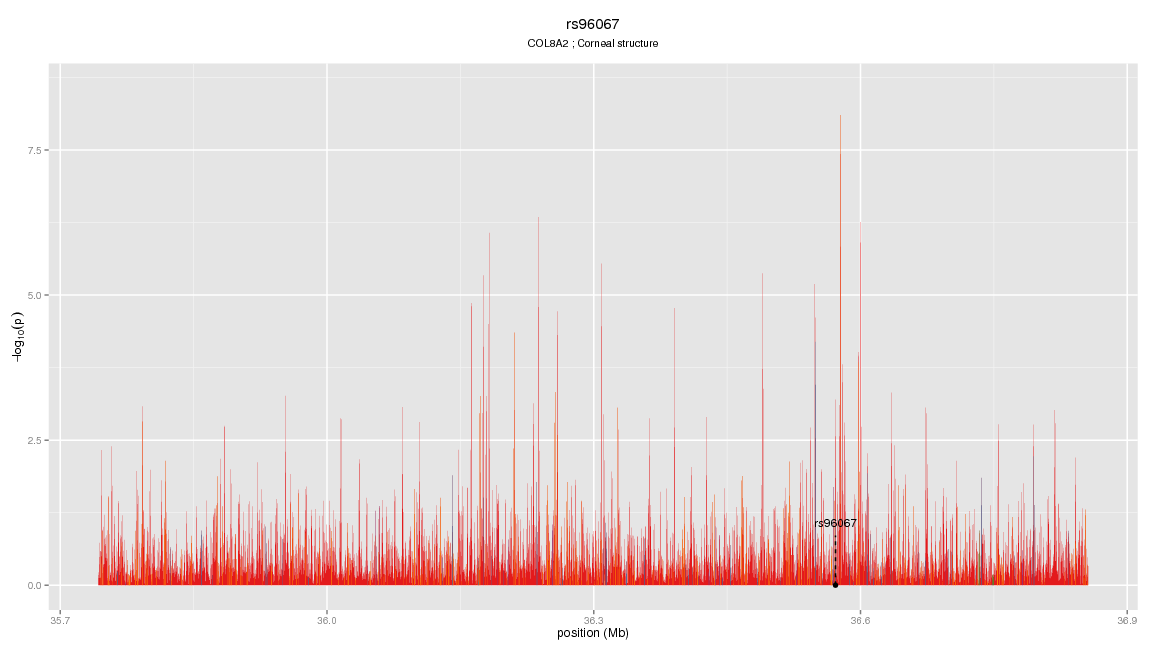 rs96067
COL8A2 ; Corneal structure
7.5
5.0
2.5
0.0
−log10(p)
rs96067
35.7 36.0 36.3 36.6 36.9
position (Mb)